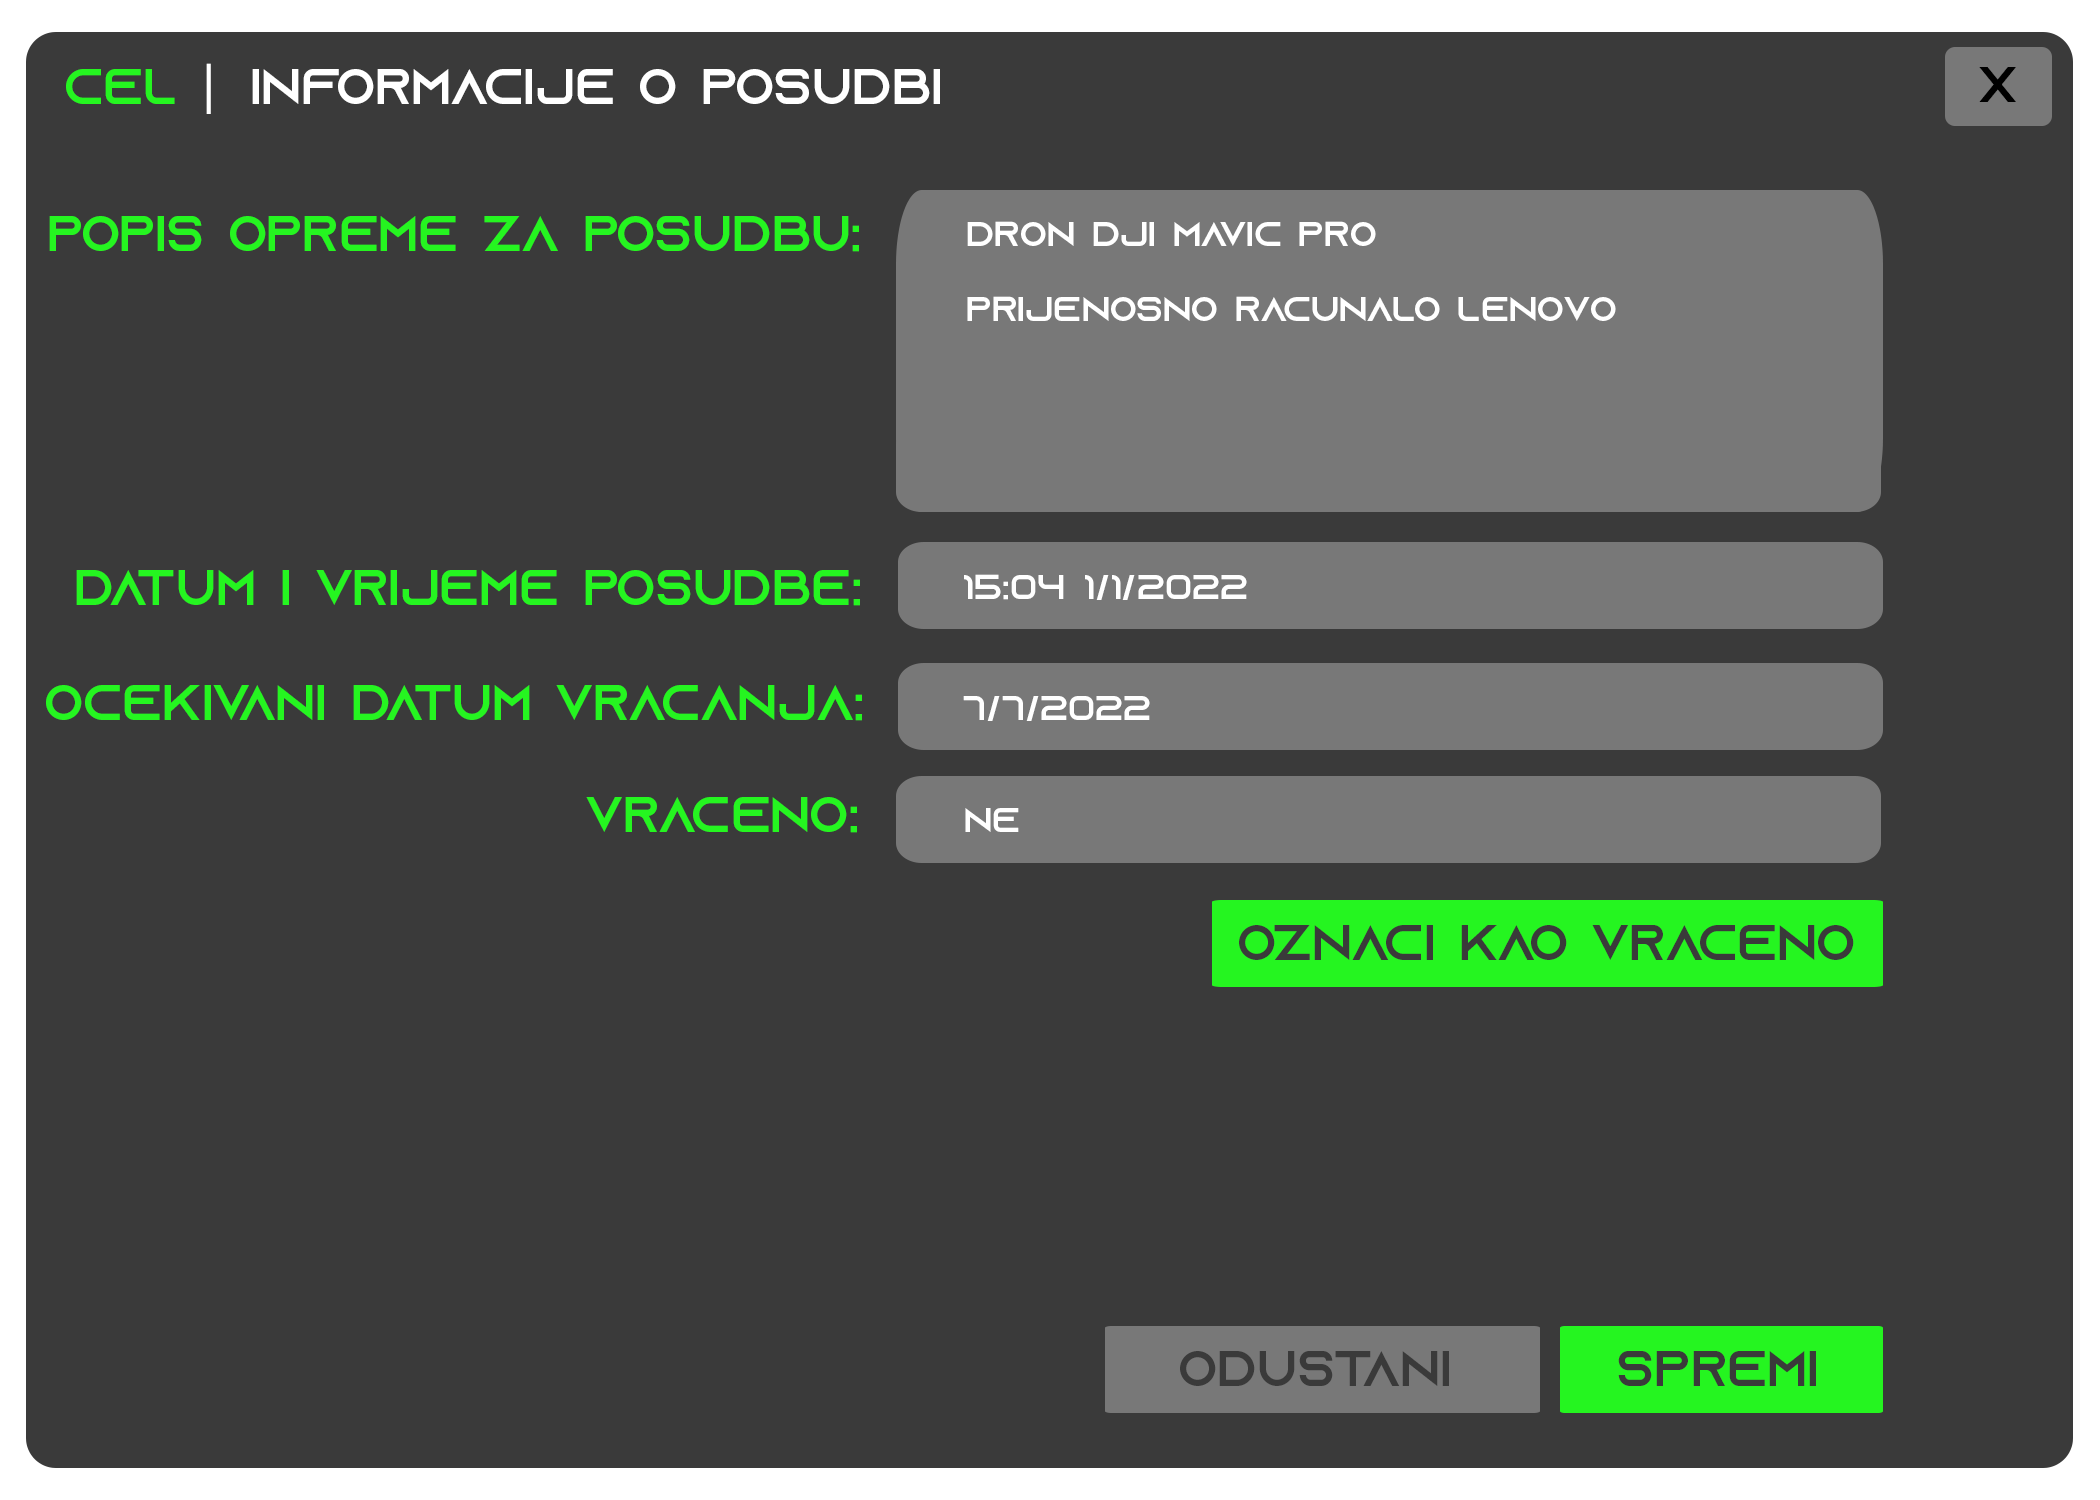 CEL | INFORMACIJE O POSUDBI
X
POPIS OPREME ZA POSUDBU:
DRON DJI MAVIC PRO
PRIJENOSNO RACUNALO LENOVO
DATUM I VRIJEME POSUDBE:
15:04 1/1/2022
OCEKIVANI DATUM VRACANJA:
7/7/2022
VRACENO:
NE
OZNACI KAO VRACENO
ODUSTANI
SPREMI